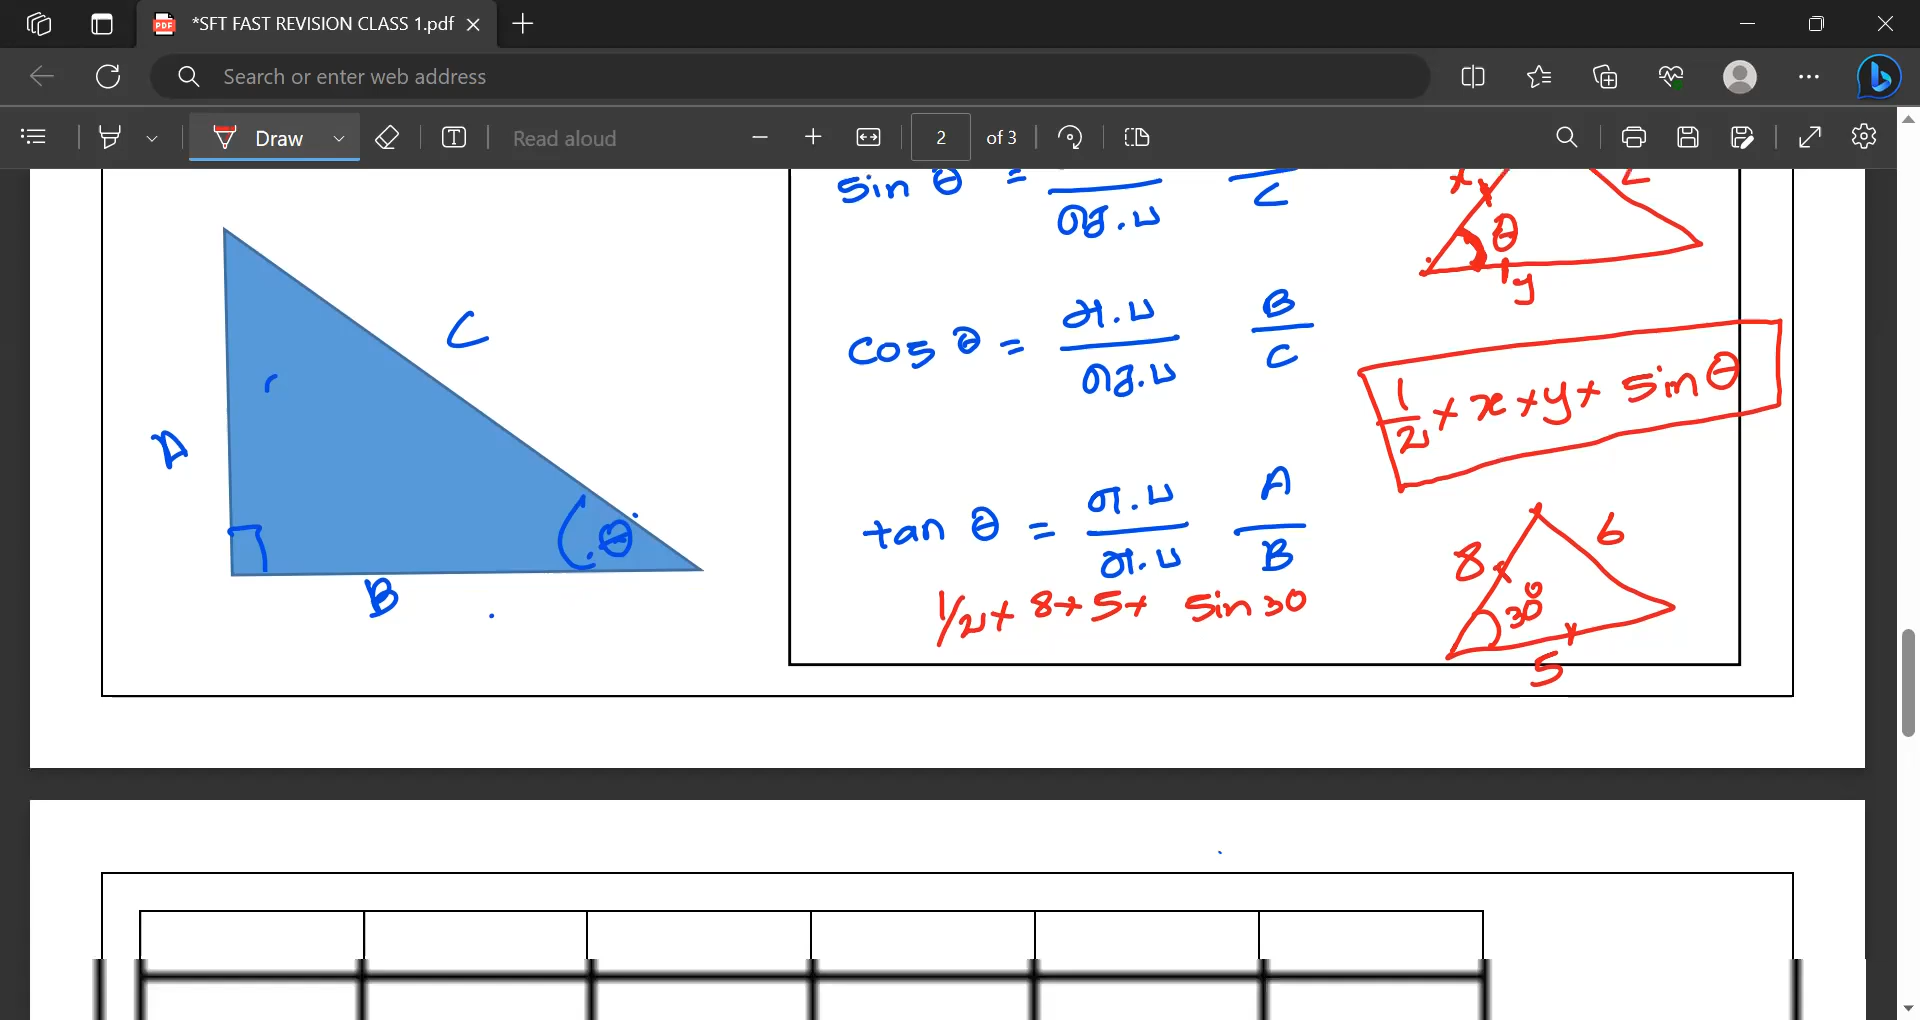 *SFT FAST REVISION CLASS 1.pdf
Search or enter web address
Draw
Read aloud
2 of 3
sin θ =
C
x
θ
y
C
cos θ =
B
C
1/2 × x × y × sin θ
A
tan θ =
A
B
θ
B
1/2 × 8 × 5 × sin 30
8
6
30°
5